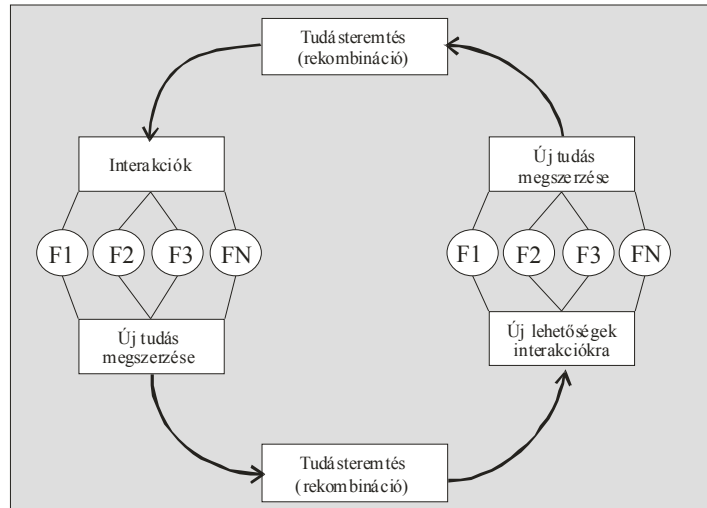 Tudásteremtés
(rekombináció)
Interakciók
Új tudás
megszerzése
F1
F2
F3
FN
F1
F2
F3
FN
Új tudás
megszerzése
Új lehetőségek
interakciókra
Tudásteremtés
(rekombináció)